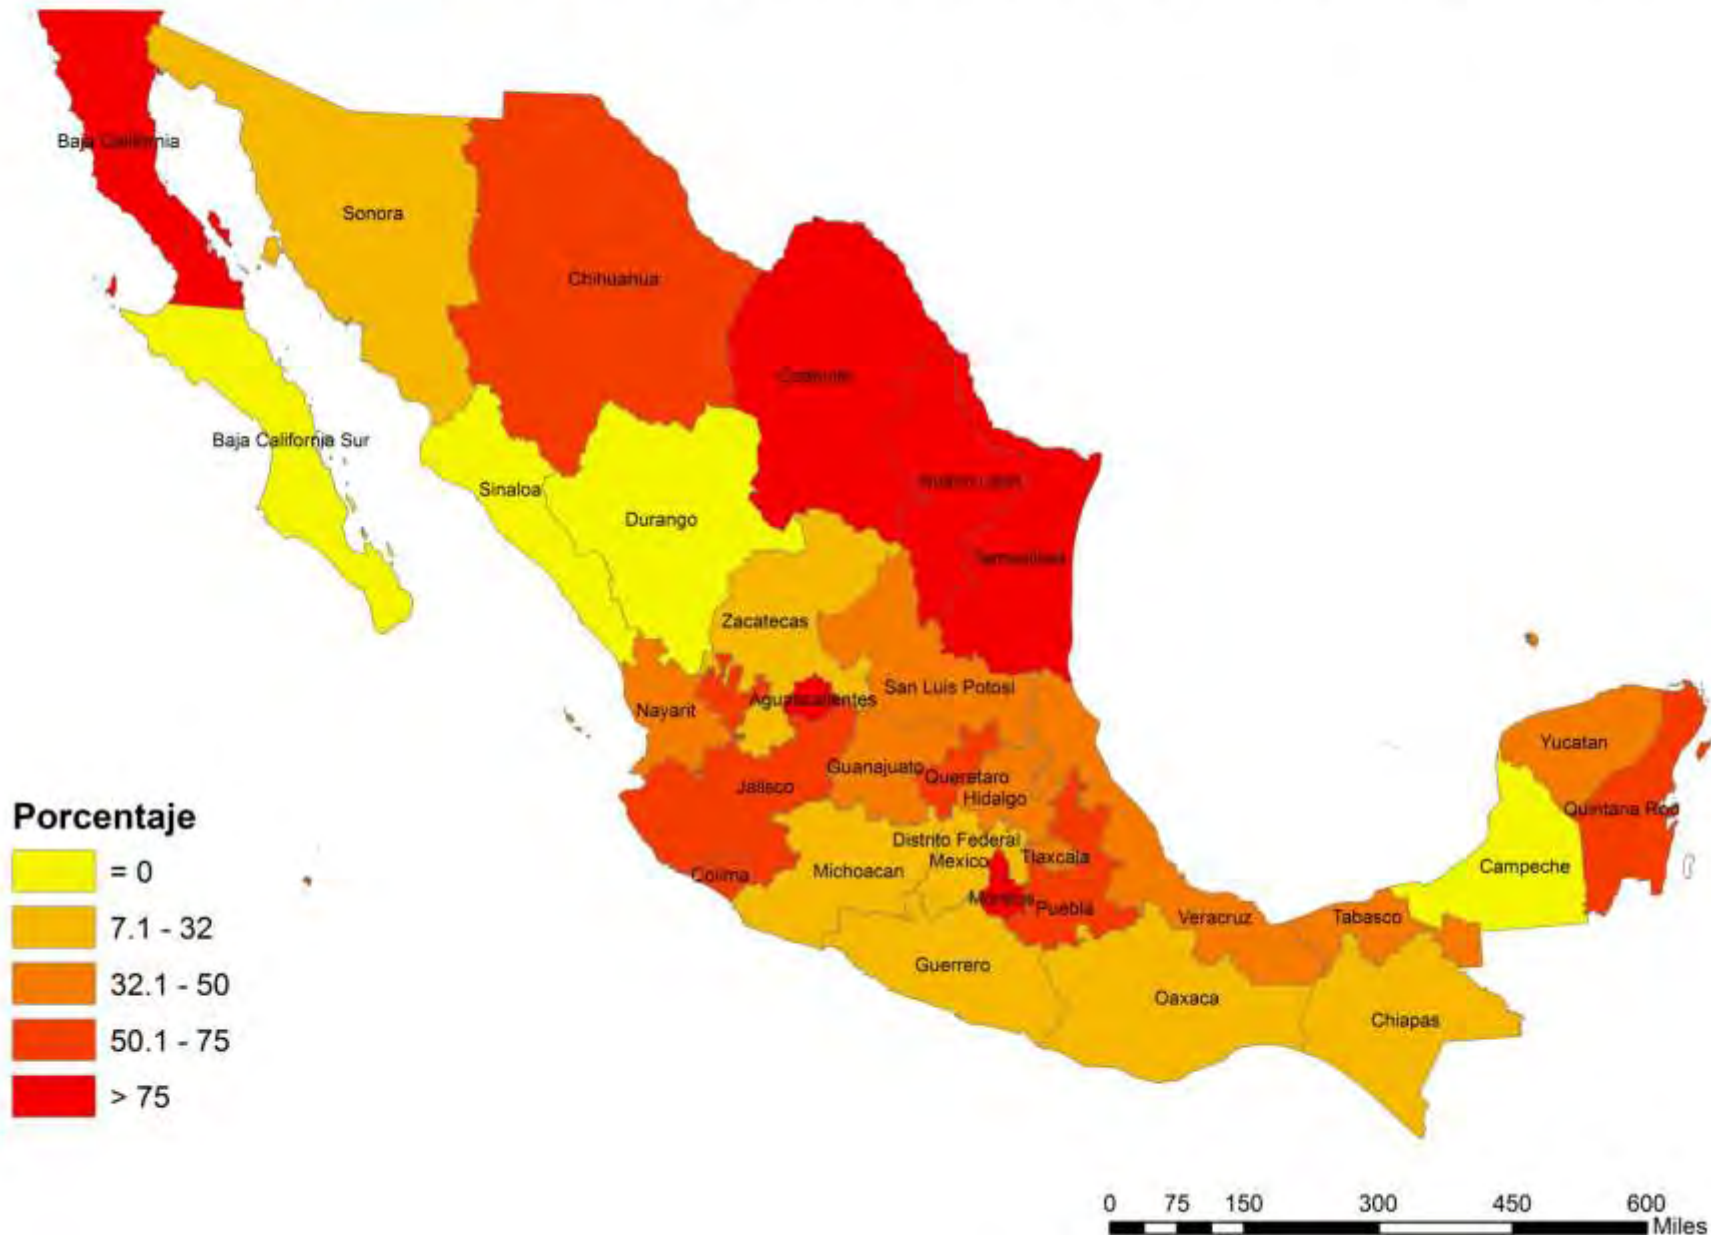 Baja California
Sonora
Chihuahua
Coahuila
Baja California Sur
Nuevo Leon
Sinaloa
Durango
Tamaulipas
Zacatecas
San Luis Potosi
Aguascalientes
Nayarit
Yucatan
Guanajuato
Queretaro
Jalisco
Hidalgo
Quintana Roo
Porcentaje
= 0
7.1 - 32
32.1 - 50
50.1 - 75
> 75
Distrito Federal
Mexico
Tlaxcala
Campeche
Michoacan
Colima
Morelos
Puebla
Veracruz
Tabasco
Guerrero
Oaxaca
Chiapas
0 75 150 300 450 600
Miles